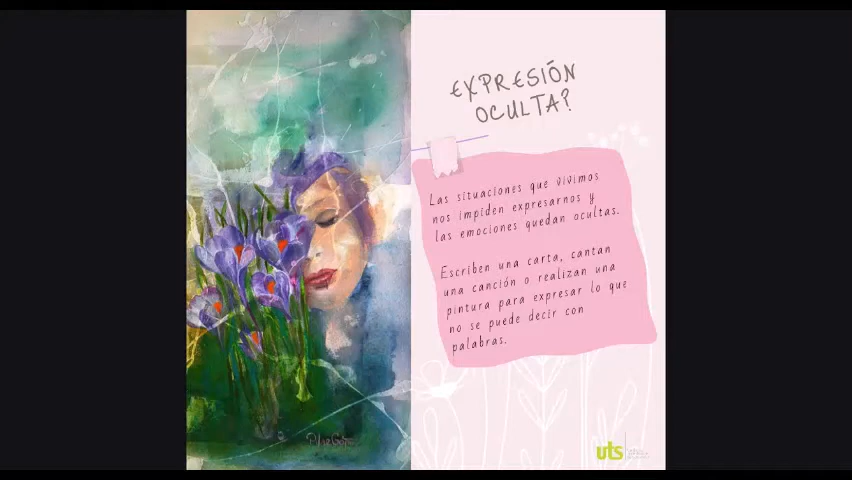 EXPRESIÓN
OCULTA?
Las situaciones que vivimos
nos impiden expresarnos y
las emociones quedan ocultas.
Escriben una carta, cantan
una canción o realizan una
pintura para expresar lo que
no se puede decir con
palabras.
uts